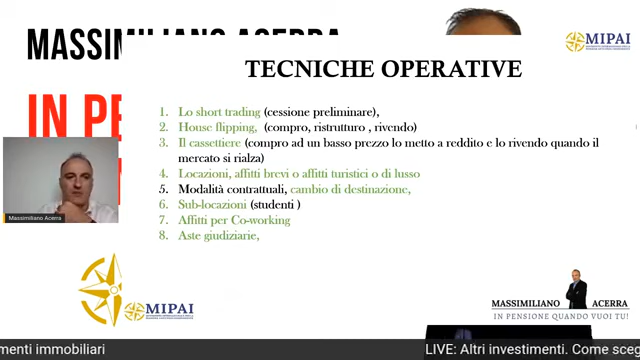 MASSIMILIANO ACERRA
MIPAI
TECNICHE OPERATIVE
IN PE
1. Lo short trading (cessione preliminare),
2. House flipping, (compro, ristrutturo , rivendo)
3. Il cassettiere (compro ad un basso prezzo lo metto a reddito e lo rivendo quando il
mercato si rialza)
4. Locazioni, affitti brevi o affitti turistici o di lusso
5. Modalità contrattuali, cambio di destinazione,
6. Sub-locazioni (studenti )
7. Affitti per Co-working
8. Aste giudiziarie,
Massimiliano Acerra
MIPAI
MASSIMILIANO ACERRA
IN PENSIONE QUANDO VUOI TU!
menti immobiliari
LIVE: Altri investimenti. Come sceg